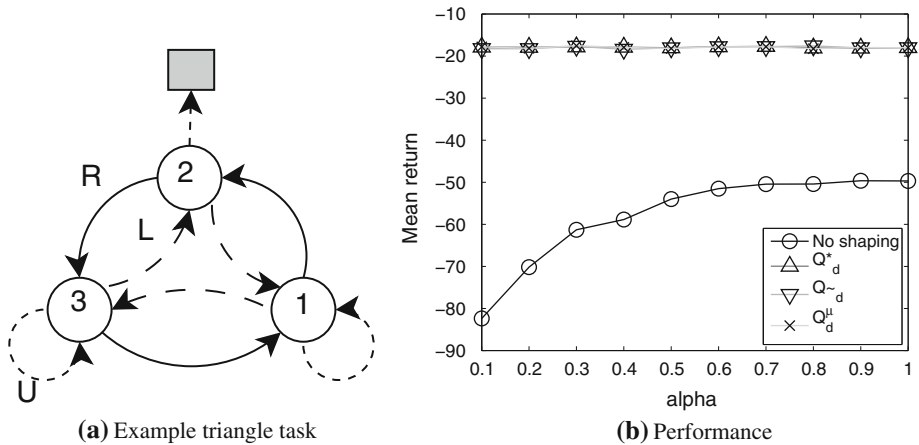 R
2
L
3
1
U
(a) Example triangle task
−10
−20
−30
−40
−50
−60
−70
−80
−90
Mean return
No shaping
Q*d
Q~d
Qμd
0.1 0.2 0.3 0.4 0.5 0.6 0.7 0.8 0.9 1
alpha
(b) Performance